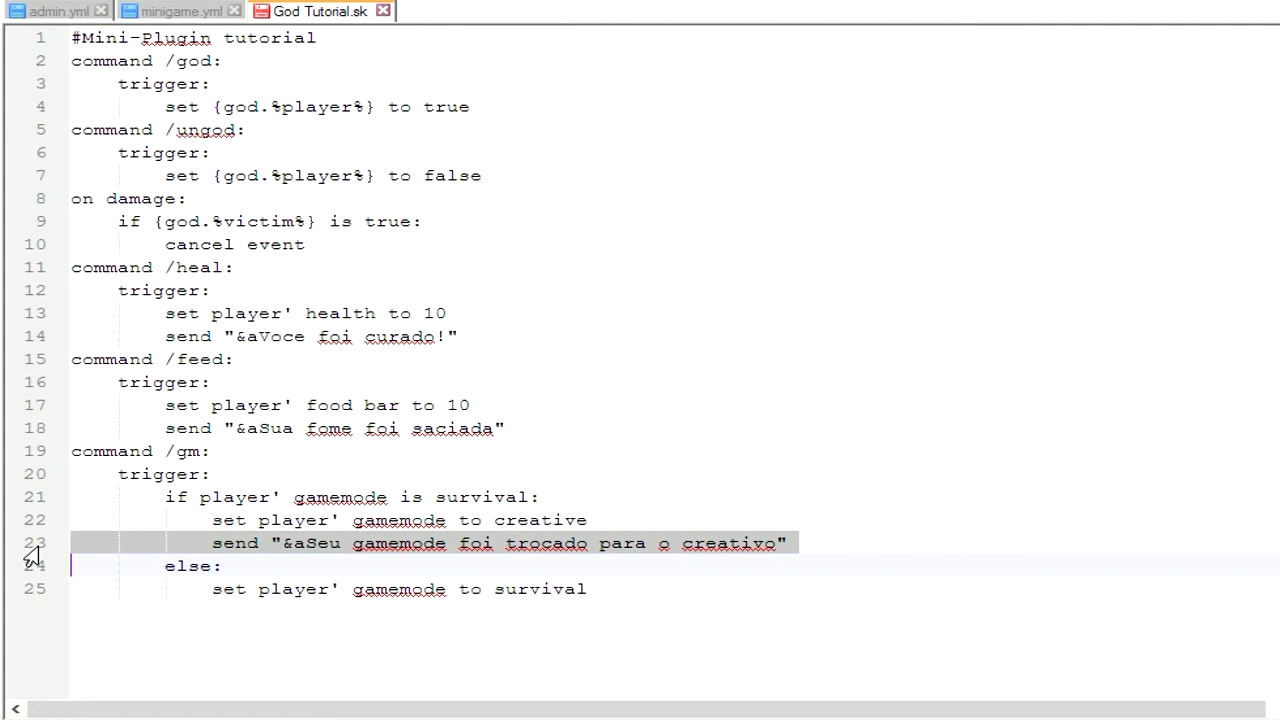 admin.yml minigame.yml God Tutorial.sk
1 #Mini-Plugin tutorial
2 command /god:
3 trigger:
4 set {god.%player%} to true
5 command /ungod:
6 trigger:
7 set {god.%player%} to false
8 on damage:
9 if {god.%victim%} is true:
10 cancel event
11 command /heal:
12 trigger:
13 set player' health to 10
14 send "&aVoce foi curado!"
15 command /feed:
16 trigger:
17 set player' food bar to 10
18 send "&aSua fome foi saciada"
19 command /gm:
20 trigger:
21 if player' gamemode is survival:
22 set player' gamemode to creative
23 send "&aSeu gamemode foi trocado para o creativo"
24 else:
25 set player' gamemode to survival